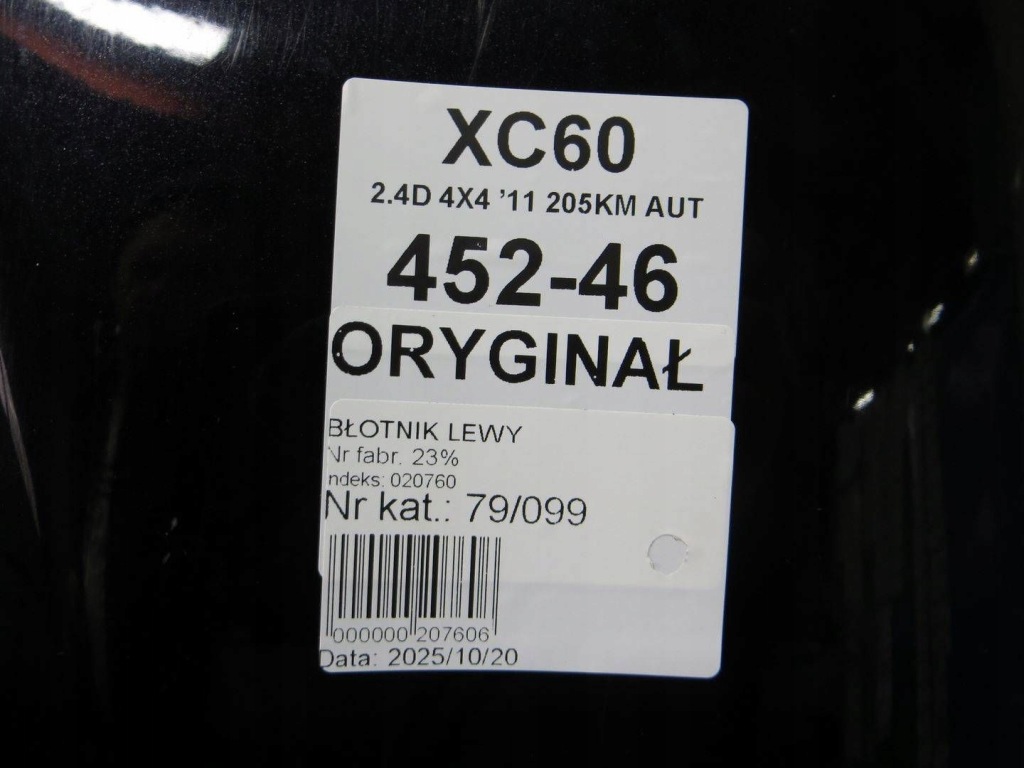 XC60
2.4D 4X4 ’11 205KM AUT
452-46
ORYGINAŁ
BŁOTNIK LEWY
Nr fabr. 23%
ndeks: 020760
Nr kat.: 79/099
000000 207606
Data: 2025/10/20